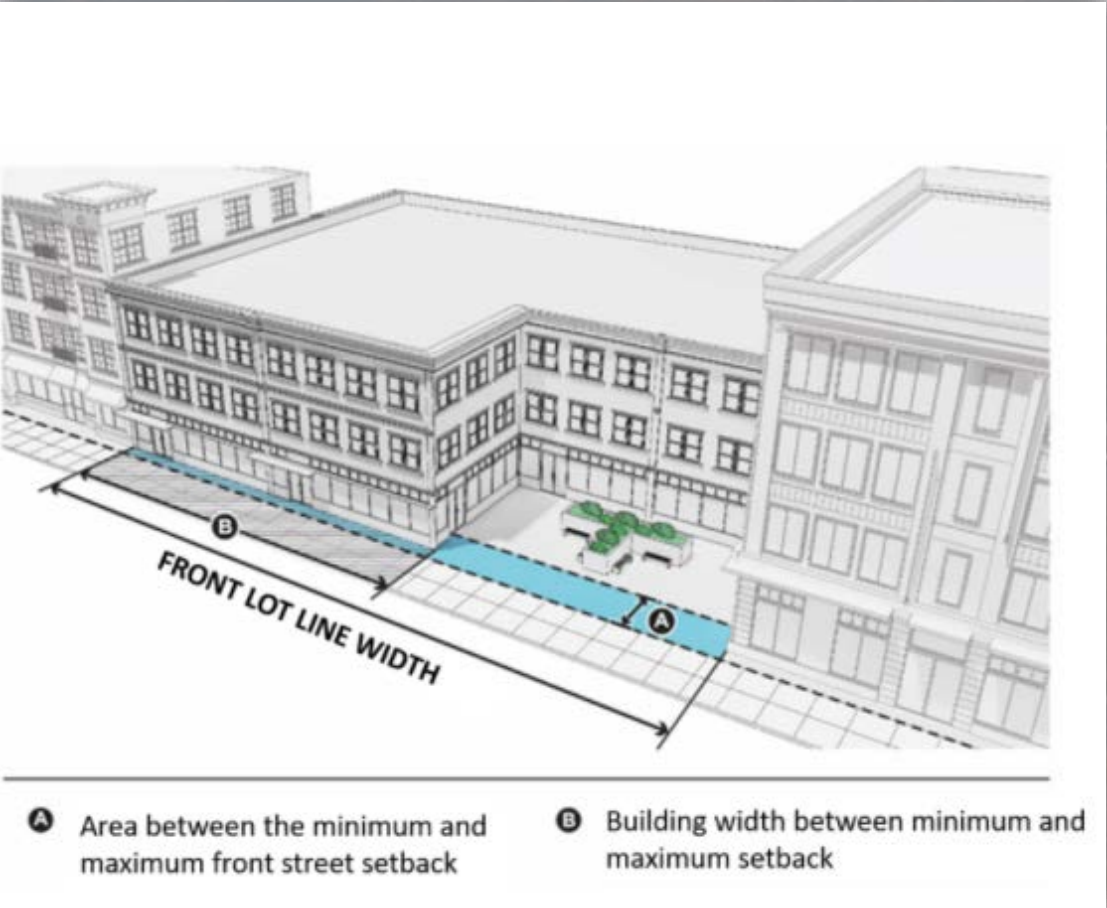 B
FRONT LOT LINE WIDTH
A
A Area between the minimum and
maximum front street setback
B Building width between minimum and
maximum setback